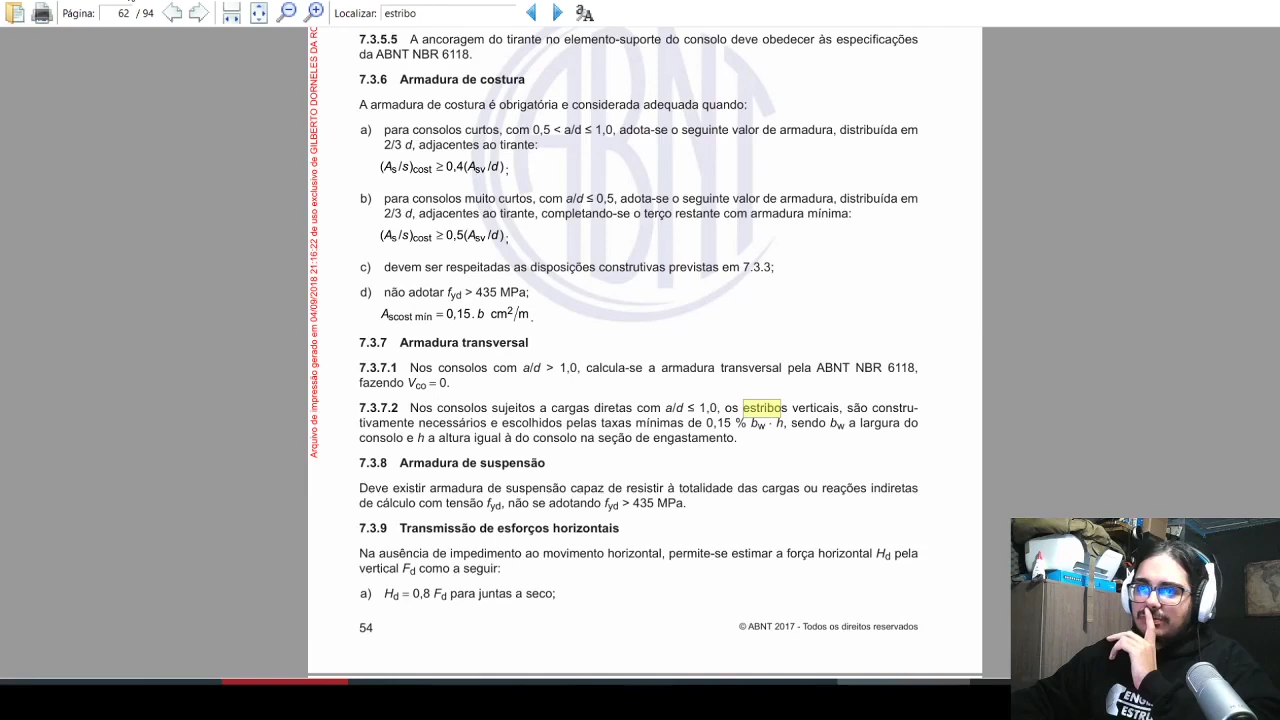 Página: 62 / 94 Localizar: estribo
7.3.5.5 A ancoragem do tirante no elemento-suporte do consolo deve obedecer às especificações
da ABNT NBR 6118.
7.3.6 Armadura de costura
A armadura de costura é obrigatória e considerada adequada quando:
a) para consolos curtos, com 0,5 < a/d ≤ 1,0, adota-se o seguinte valor de armadura, distribuída em
2/3 d, adjacentes ao tirante:
(As/s)cost ≥ 0,4(Asv/d);
b) para consolos muito curtos, com a/d ≤ 0,5, adota-se o seguinte valor de armadura, distribuída em
2/3 d, adjacentes ao tirante, completando-se o terço restante com armadura mínima:
(As/s)cost ≥ 0,5(Asv/d);
c) devem ser respeitadas as disposições construtivas previstas em 7.3.3;
d) não adotar fyd > 435 MPa;
Ascost mín = 0,15. b cm²/m.
7.3.7 Armadura transversal
7.3.7.1 Nos consolos com a/d > 1,0, calcula-se a armadura transversal pela ABNT NBR 6118,
fazendo Vco = 0.
7.3.7.2 Nos consolos sujeitos a cargas diretas com a/d ≤ 1,0, os estribos verticais, são constru-
tivamente necessários e escolhidos pelas taxas mínimas de 0,15 % bw · h, sendo bw a largura do
consolo e h a altura igual à do consolo na seção de engastamento.
7.3.8 Armadura de suspensão
Deve existir armadura de suspensão capaz de resistir à totalidade das cargas ou reações indiretas
de cálculo com tensão fyd, não se adotando fyd > 435 MPa.
7.3.9 Transmissão de esforços horizontais
Na ausência de impedimento ao movimento horizontal, permite-se estimar a força horizontal Hd pela
vertical Fd como a seguir:
a) Hd = 0,8 Fd para juntas a seco;
54
© ABNT 2017 - Todos os direitos reservados
Arquivo de impressão gerado em 04/09/2018 21:16:22 de uso exclusivo de GILBERTO DORNELES DA
ABNT